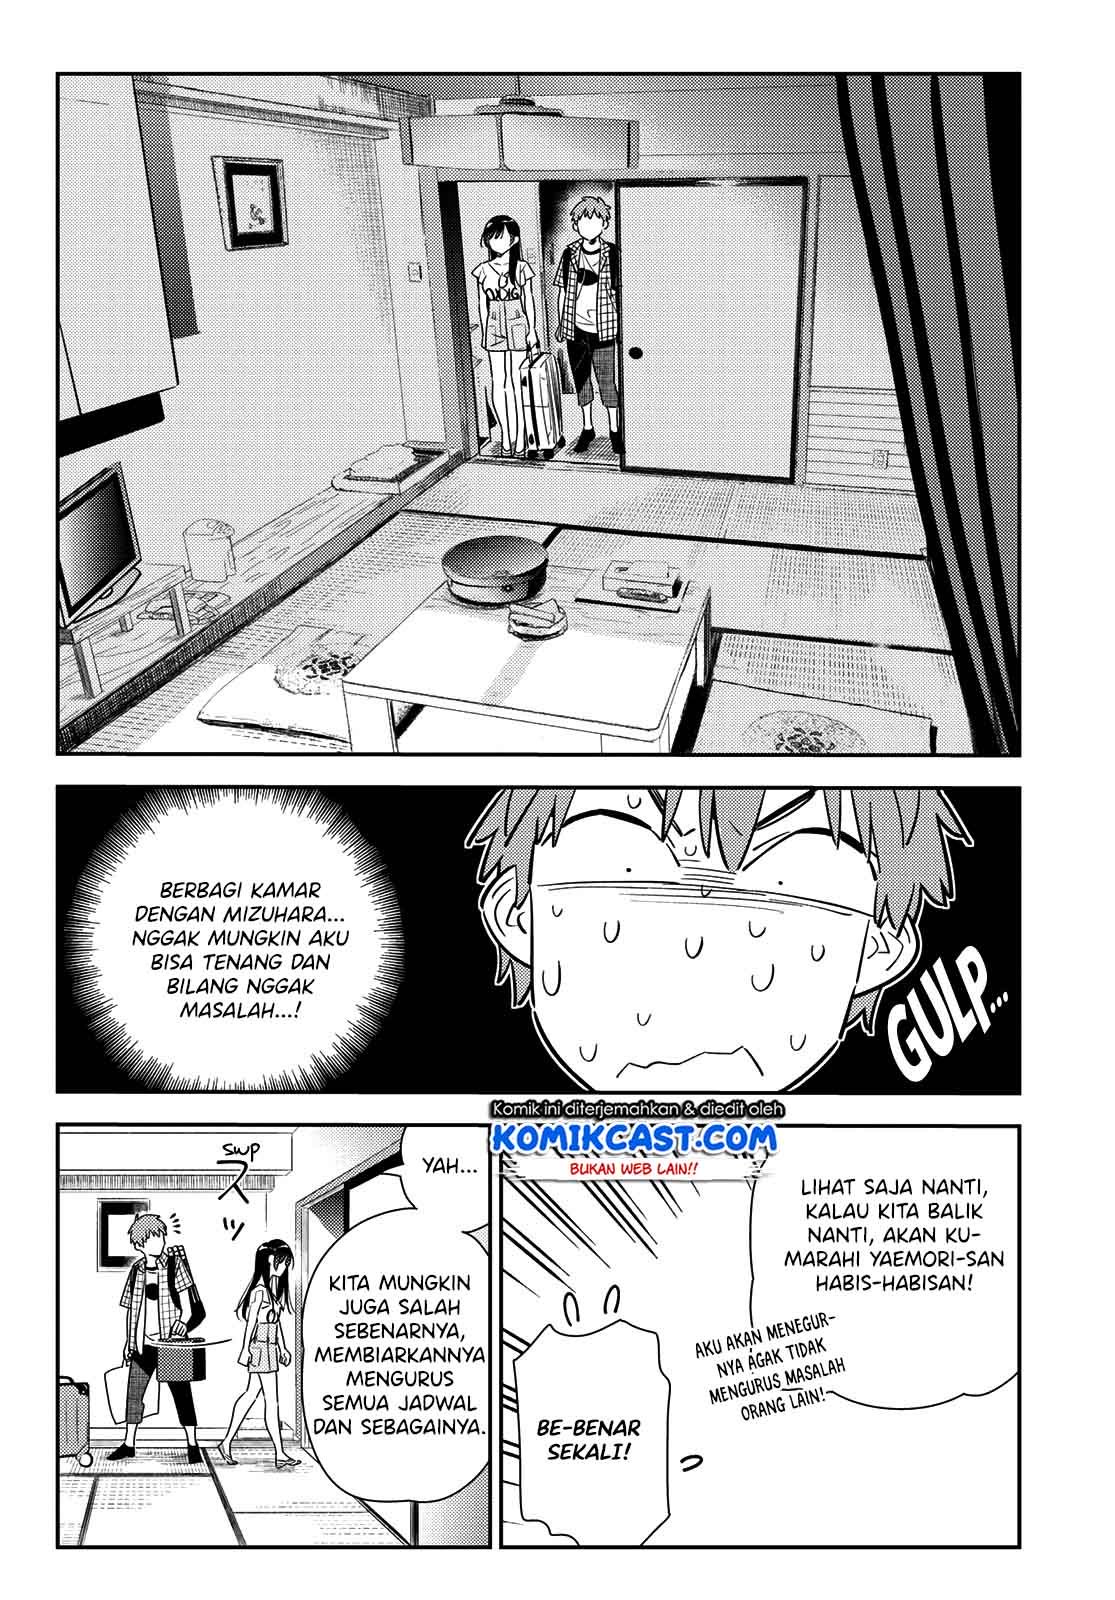 BERBAGI KAMAR
DENGAN MIZUHARA...
NGGAK MUNGKIN AKU
BISA TENANG DAN
BILANG NGGAK
MASALAH...!
GULP...
Komik ini diterjemahkan & diedit oleh
KOMIKCAST.COM
BUKAN WEB LAIN!!
LIHAT SAJA NANTI,
KALAU KITA BALIK
NANTI, AKAN KU-
MARAHI YAEMORI-SAN
HABIS-HABISAN!
AKU AKAN MENEGUR-
NYA AGAK TIDAK
MENGURUS MASALAH
ORANG LAIN!
BE-BENAR
SEKALI!
swp
スッ
YAH...
KITA MUNGKIN
JUGA SALAH
SEBENARNYA,
MEMBIARKANNYA
MENGURUS
SEMUA JADWAL
DAN SEBAGAINYA.